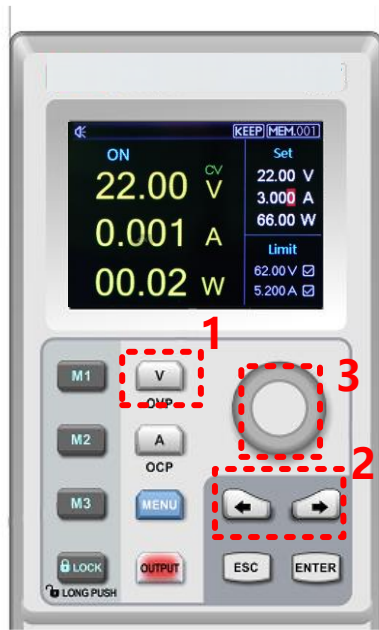 KEEP MEM.001
ON
Set
CV
22.00 V
22.00 V
3.000 A
66.00 W
0.001 A
Limit
62.00 V
5.200 A
00.02 W
1
M1
V
OVP
3
M2
A
OCP
2
M3
MENU
LOCK
OUTPUT
ESC
ENTER
LONG PUSH